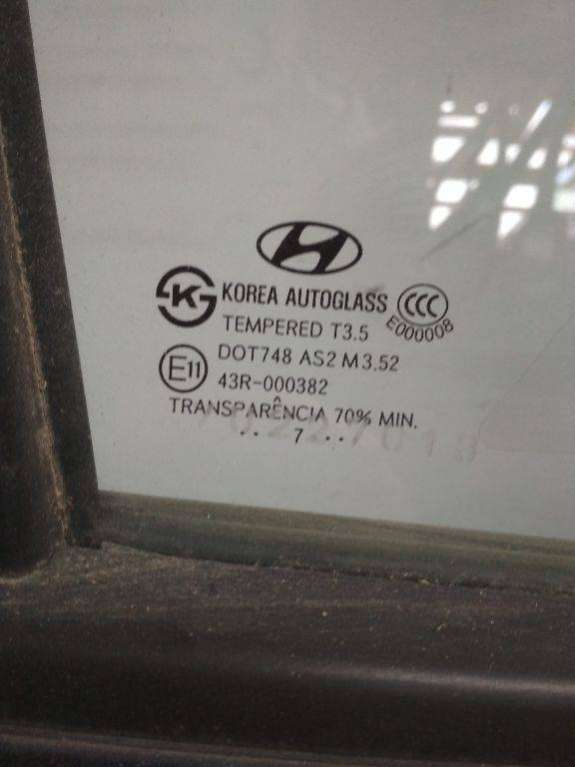 KOREA AUTOGLASS
K
CCC
E000008
TEMPERED T3.5
DOT748 AS2 M3.52
E11
43R-000382
TRANSPARÊNCIA 70% MIN.
.. 7 ..